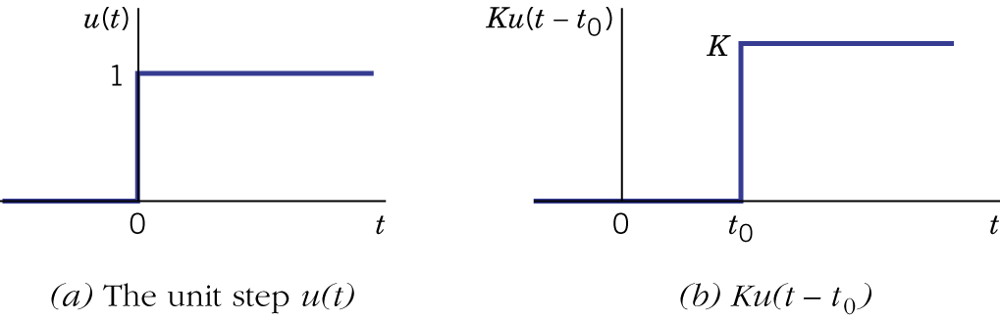 u(t)
1
0
t
(a) The unit step u(t)
Ku(t – t₀)
K
0
t₀
t
(b) Ku(t – t₀)